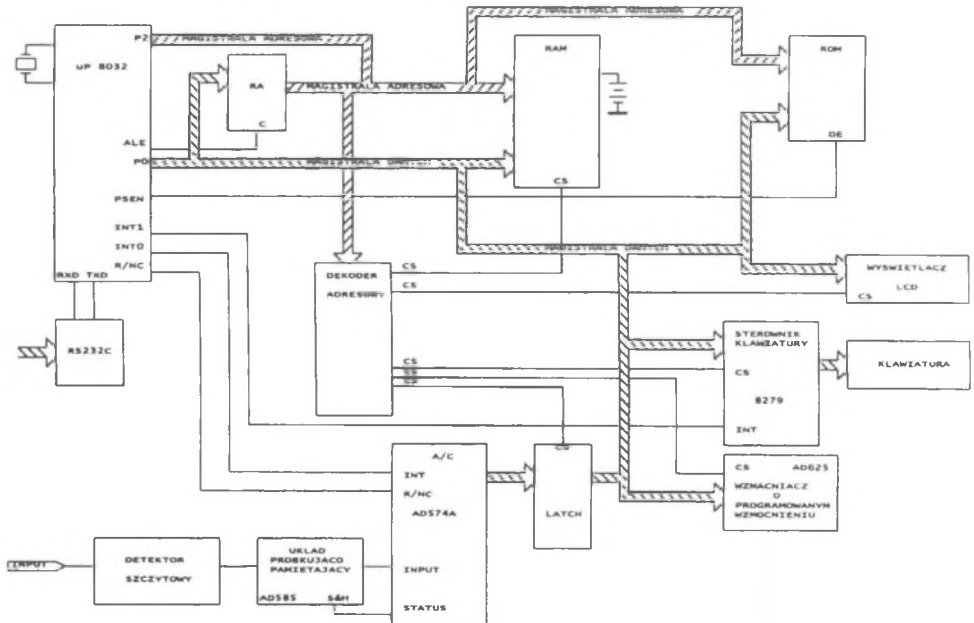 P2
MAGISTRALA ADRESOWA
uP 8032
RA
C
MAGISTRALA ADRESOWA
RAM
CS
ROM
OE
ALE
P0
PSEN
INT1
INT0
R/NC
RXD TXD
RS232C
DEKODER
ADRESOWY
CS
CS
CS
CS
CS
MAGISTRALA DANYCH
MAGISTRALA DANYCH
WYSWIETLACZ
LCD
CS
STEROWNIK
KLAWIATURY
CS
8279
INT
KLAWIATURA
CS AD625
WZMACNIACZ
O
PROGRAMOWANYM
WZMOCNIENIU
A/C
INT
R/NC
AD574A
INPUT
STATUS
CS
LATCH
INPUT
DETEKTOR
SZCZYTOWY
UKLAD
PROBKUJACO
PAMIETAJACY
AD585 S&H